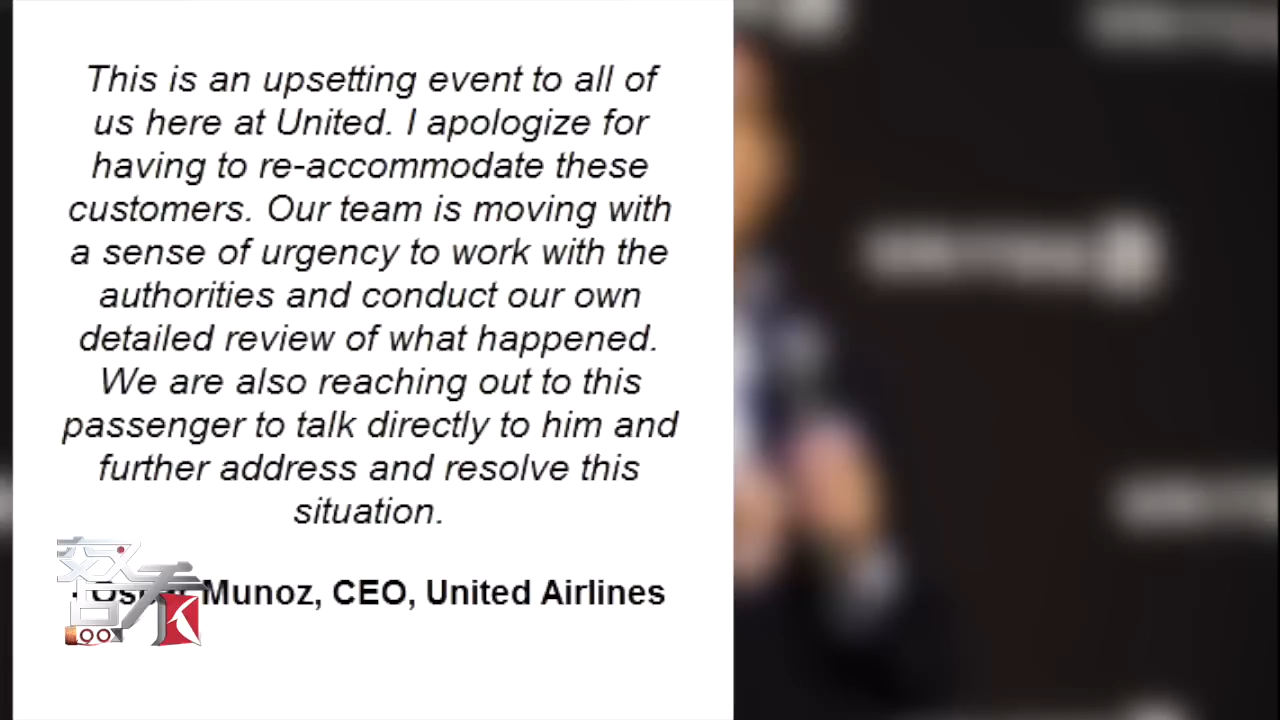 This is an upsetting event to all of
us here at United. I apologize for
having to re-accommodate these
customers. Our team is moving with
a sense of urgency to work with the
authorities and conduct our own
detailed review of what happened.
We are also reaching out to this
passenger to talk directly to him and
further address and resolve this
situation.
Munoz, CEO, United Airlines